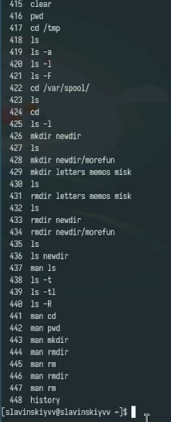 415 clear
416 pwd
417 cd /tmp
418 ls
419 ls -a
420 ls -l
421 ls -F
422 cd /var/spool/
423 ls
424 cd
425 ls -l
426 mkdir newdir
427 ls
428 mkdir newdir/morefun
429 mkdir letters memos misk
430 ls
431 rmdir letters memos misk
432 ls
433 rmdir newdir
434 rmdir newdir/morefun
435 ls
436 ls newdir
437 man ls
438 ls -t
439 ls -tl
440 ls -R
441 man cd
442 man pwd
443 man mkdir
444 man rmdir
445 man rm
446 man rmdir
447 man rm
448 history
[slavinskiyvv@slavinskiyvv ~]$